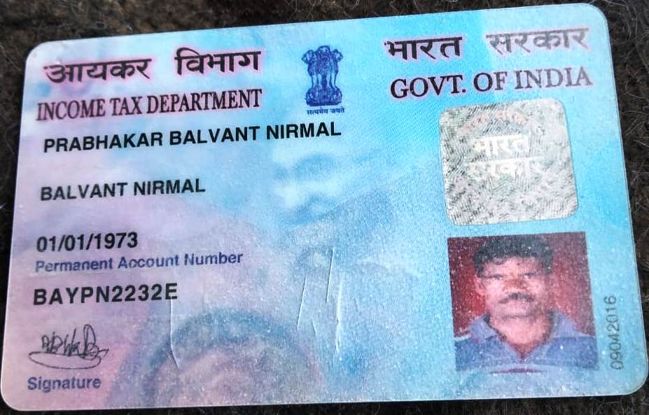 आयकर विभाग
INCOME TAX DEPARTMENT
सत्यमेव जयते
भारत सरकार
GOVT. OF INDIA
PRABHAKAR BALVANT NIRMAL
BALVANT NIRMAL
भारत
सरकार
01/01/1973
Permanent Account Number
BAYPN2232E
Signature
09042016